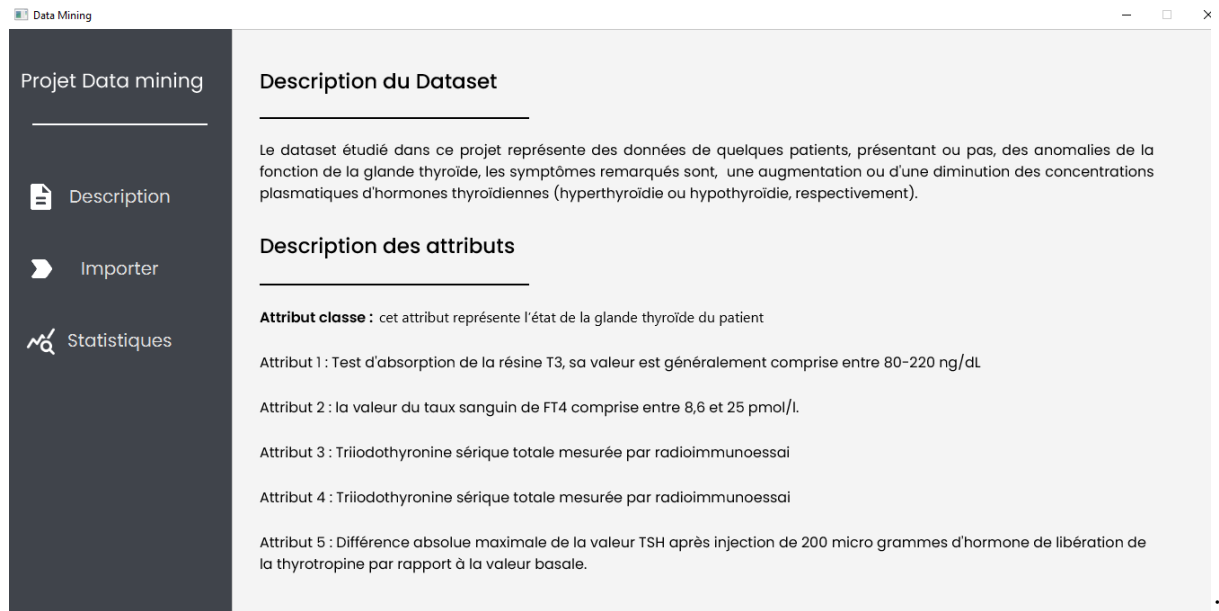 Data Mining
Projet Data mining
Description
Importer
Statistiques
Description du Dataset
Le dataset étudié dans ce projet représente des données de quelques patients, présentant ou pas, des anomalies de la
fonction de la glande thyroïde, les symptômes remarqués sont, une augmentation ou d'une diminution des concentrations
plasmatiques d'hormones thyroïdiennes (hyperthyroïdie ou hypothyroïdie, respectivement).
Description des attributs
Attribut classe : cet attribut représente l'état de la glande thyroïde du patient
Attribut 1 : Test d'absorption de la résine T3, sa valeur est généralement comprise entre 80-220 ng/dL
Attribut 2 : la valeur du taux sanguin de FT4 comprise entre 8,6 et 25 pmol/l.
Attribut 3 : Triiodothyronine sérique totale mesurée par radioimmunoessai
Attribut 4 : Triiodothyronine sérique totale mesurée par radioimmunoessai
Attribut 5 : Différence absolue maximale de la valeur TSH après injection de 200 micro grammes d'hormone de libération de
la thyrotropine par rapport à la valeur basale.